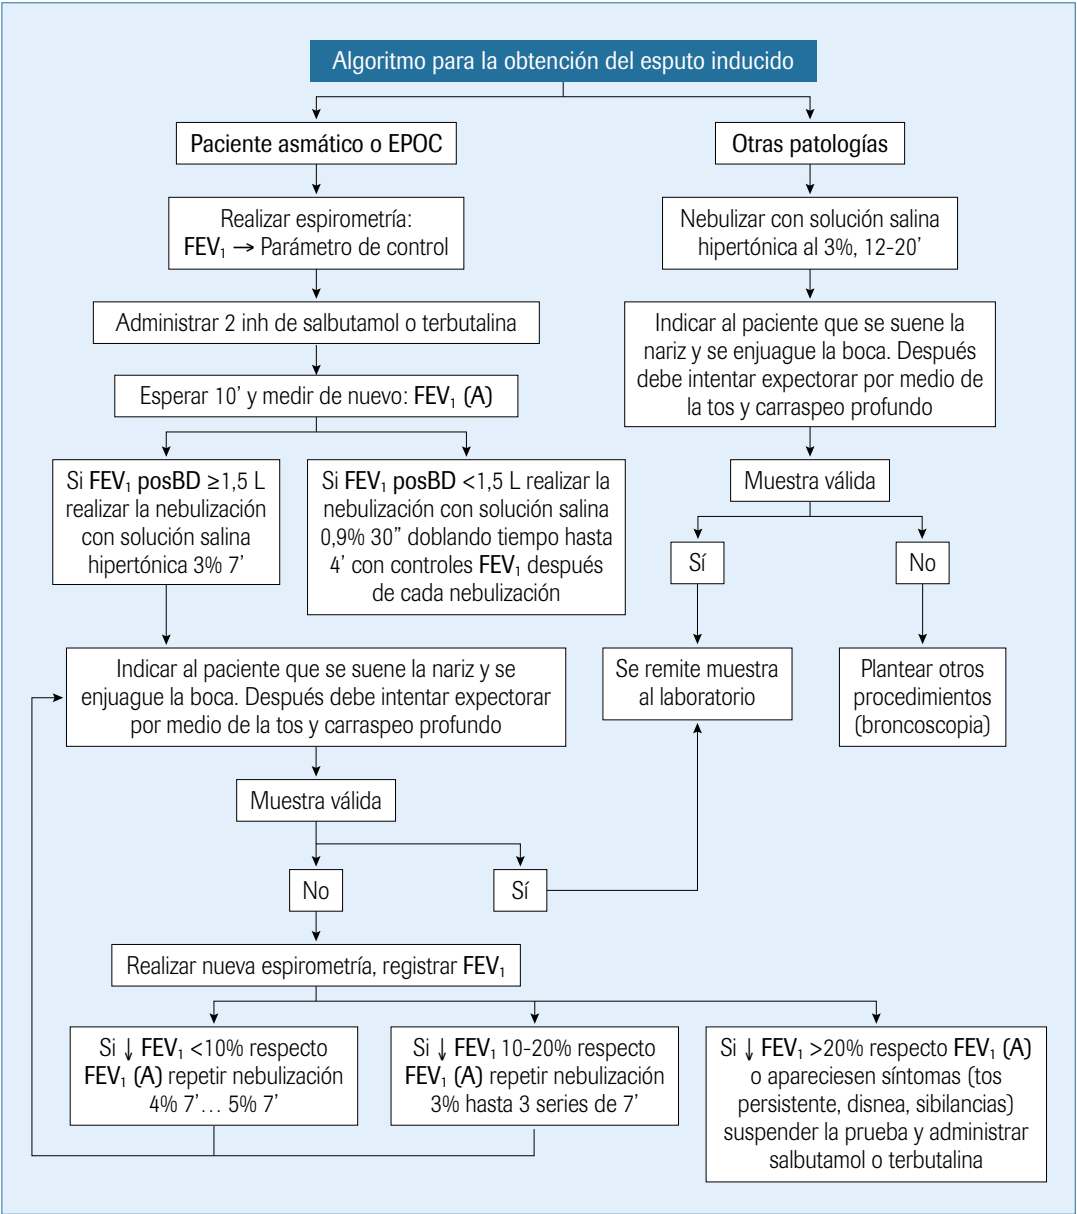 Algoritmo para la obtención del esputo inducido
Paciente asmático o EPOC
Otras patologías
Realizar espirometría:
FEV₁ → Parámetro de control
Nebulizar con solución salina
hipertónica al 3%, 12-20’
Administrar 2 inh de salbutamol o terbutalina
Indicar al paciente que se suene la
nariz y se enjuague la boca. Después
debe intentar expectorar por medio de
la tos y carraspeo profundo
Esperar 10’ y medir de nuevo: FEV₁ (A)
Si FEV₁ posBD ≥1,5 L
realizar la nebulización
con solución salina
hipertónica 3% 7’
Si FEV₁ posBD <1,5 L realizar la
nebulización con solución salina
0,9% 30” doblando tiempo hasta
4’ con controles FEV₁ después
de cada nebulización
Muestra válida
Sí
No
Indicar al paciente que se suene la nariz y se
enjuague la boca. Después debe intentar expectorar
por medio de la tos y carraspeo profundo
Se remite muestra
al laboratorio
Plantear otros
procedimientos
(broncoscopia)
Muestra válida
No
Sí
Realizar nueva espirometría, registrar FEV₁
Si ↓ FEV₁ <10% respecto
FEV₁ (A) repetir nebulización
4% 7’… 5% 7’
Si ↓ FEV₁ 10-20% respecto
FEV₁ (A) repetir nebulización
3% hasta 3 series de 7’
Si ↓ FEV₁ >20% respecto FEV₁ (A)
o apareciesen síntomas (tos
persistente, disnea, sibilancias)
suspender la prueba y administrar
salbutamol o terbutalina